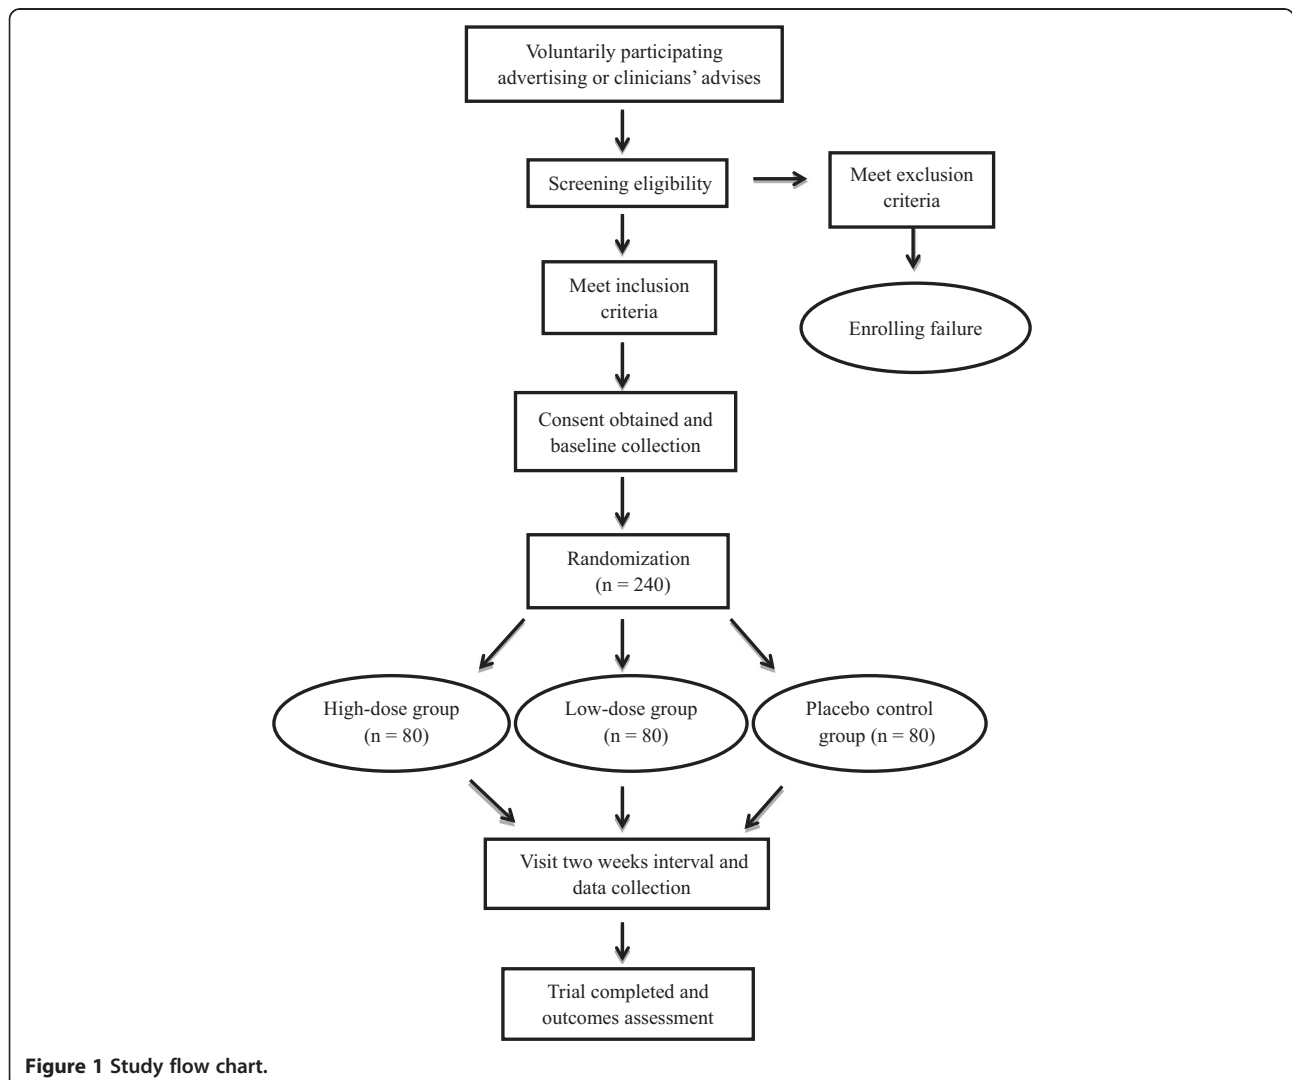 Voluntarily participating
advertising or clinicians’ advises
Screening eligibility
Meet exclusion
criteria
Meet inclusion
criteria
Enrolling failure
Consent obtained and
baseline collection
Randomization
(n = 240)
High-dose group
(n = 80)
Low-dose group
(n = 80)
Placebo control
group (n = 80)
Visit two weeks interval and
data collection
Trial completed and
outcomes assessment
Figure 1 Study flow chart.